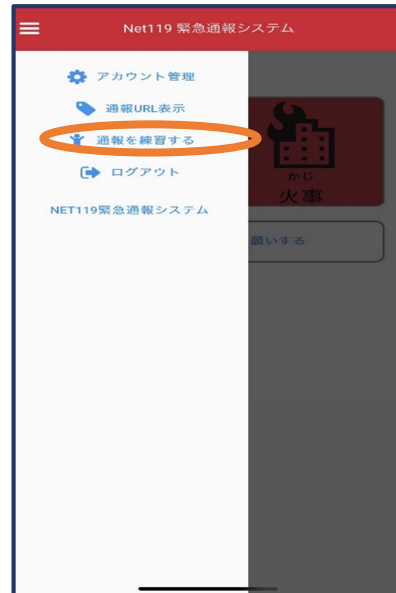 Net119 緊急通報システム
アカウント管理
通報URL表示
通報を練習する
ログアウト
NET119緊急通報システム
かじ
火事
願いする